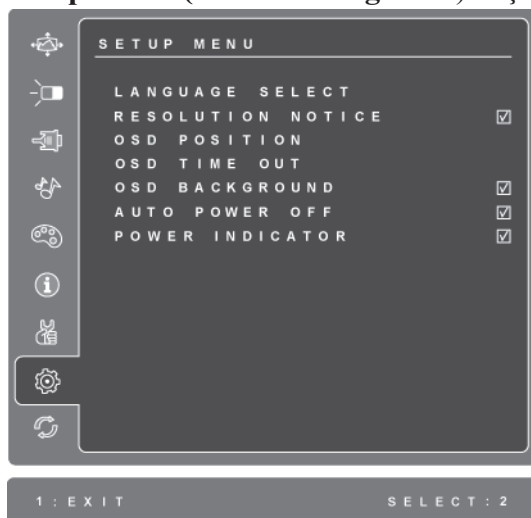 SETUP MENU
LANGUAGE SELECT
RESOLUTION NOTICE ☑
OSD POSITION
OSD TIME OUT
OSD BACKGROUND ☑
AUTO POWER OFF ☑
POWER INDICATOR ☑
1:EXIT SELECT:2